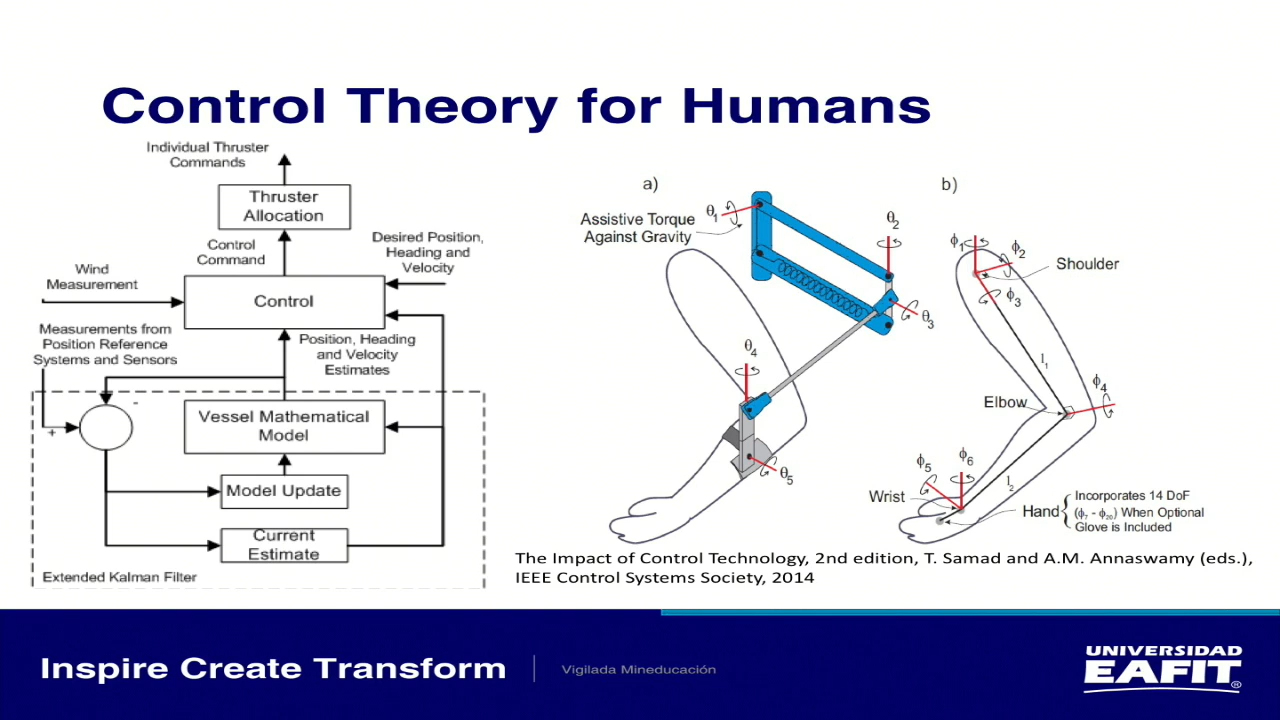 Control Theory for Humans
Individual Thruster
Commands
Thruster
Allocation
Control
Command
Desired Position,
Heading and
Velocity
Wind
Measurement
Control
Measurements from
Position Reference
Systems and Sensors
Position, Heading
and Velocity
Estimates
-
+
Vessel Mathematical
Model
Model Update
Current
Estimate
Extended Kalman Filter
a)
Assistive Torque
Against Gravity
θ1
θ2
θ3
θ4
θ5
b)
ϕ1
ϕ2
Shoulder
ϕ3
l1
ϕ4
Elbow
ϕ5
ϕ6
l2
Wrist
Hand
Incorporates 14 DoF
(ϕ7 - ϕ20) When Optional
Glove is Included
The Impact of Control Technology, 2nd edition, T. Samad and A.M. Annaswamy (eds.),
IEEE Control Systems Society, 2014
Inspire Create Transform
Vigilada Mineducación
UNIVERSIDAD
EAFIT®